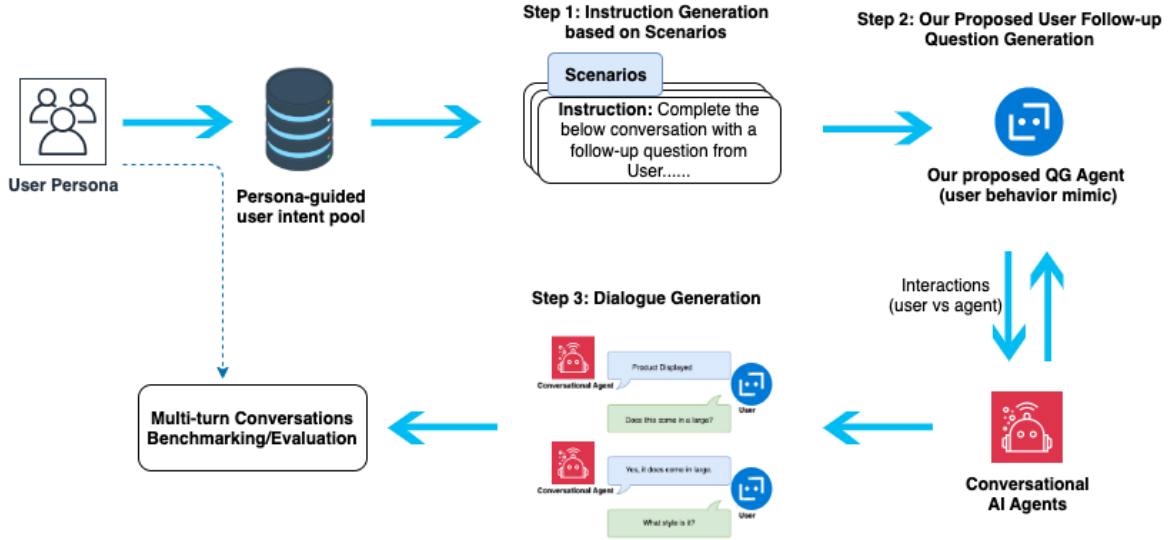 Step 1: Instruction Generation
based on Scenarios
Step 2: Our Proposed User Follow-up
Question Generation
User Persona
Persona-guided
user intent pool
Scenarios
Instruction: Complete the
below conversation with a
follow-up question from
User......
Our proposed QG Agent
(user behavior mimic)
Interactions
(user vs agent)
Conversational
AI Agents
Step 3: Dialogue Generation
Conversational Agent
Product Displayed
User
Does this come in a large?
Conversational Agent
Yes, it does come in large.
User
What style is it?
Multi-turn Conversations
Benchmarking/Evaluation